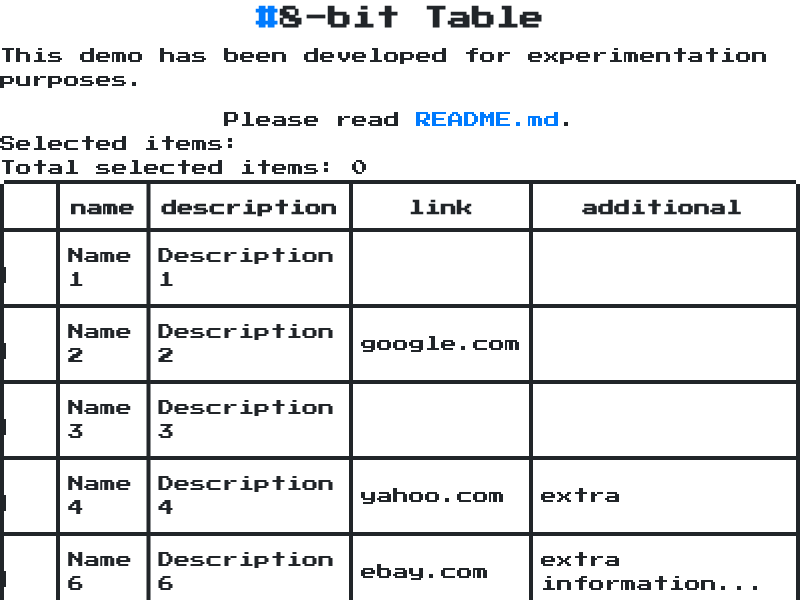 #8-bit Table
This demo has been developed for experimentation
purposes.
Please read README.md.
Selected items:
Total selected items: 0
name description link additional
Name Description
1 1
Name Description
2 2
google.com
Name Description
3 3
Name Description
4 4
yahoo.com extra
Name Description
6 6
ebay.com
extra
information...